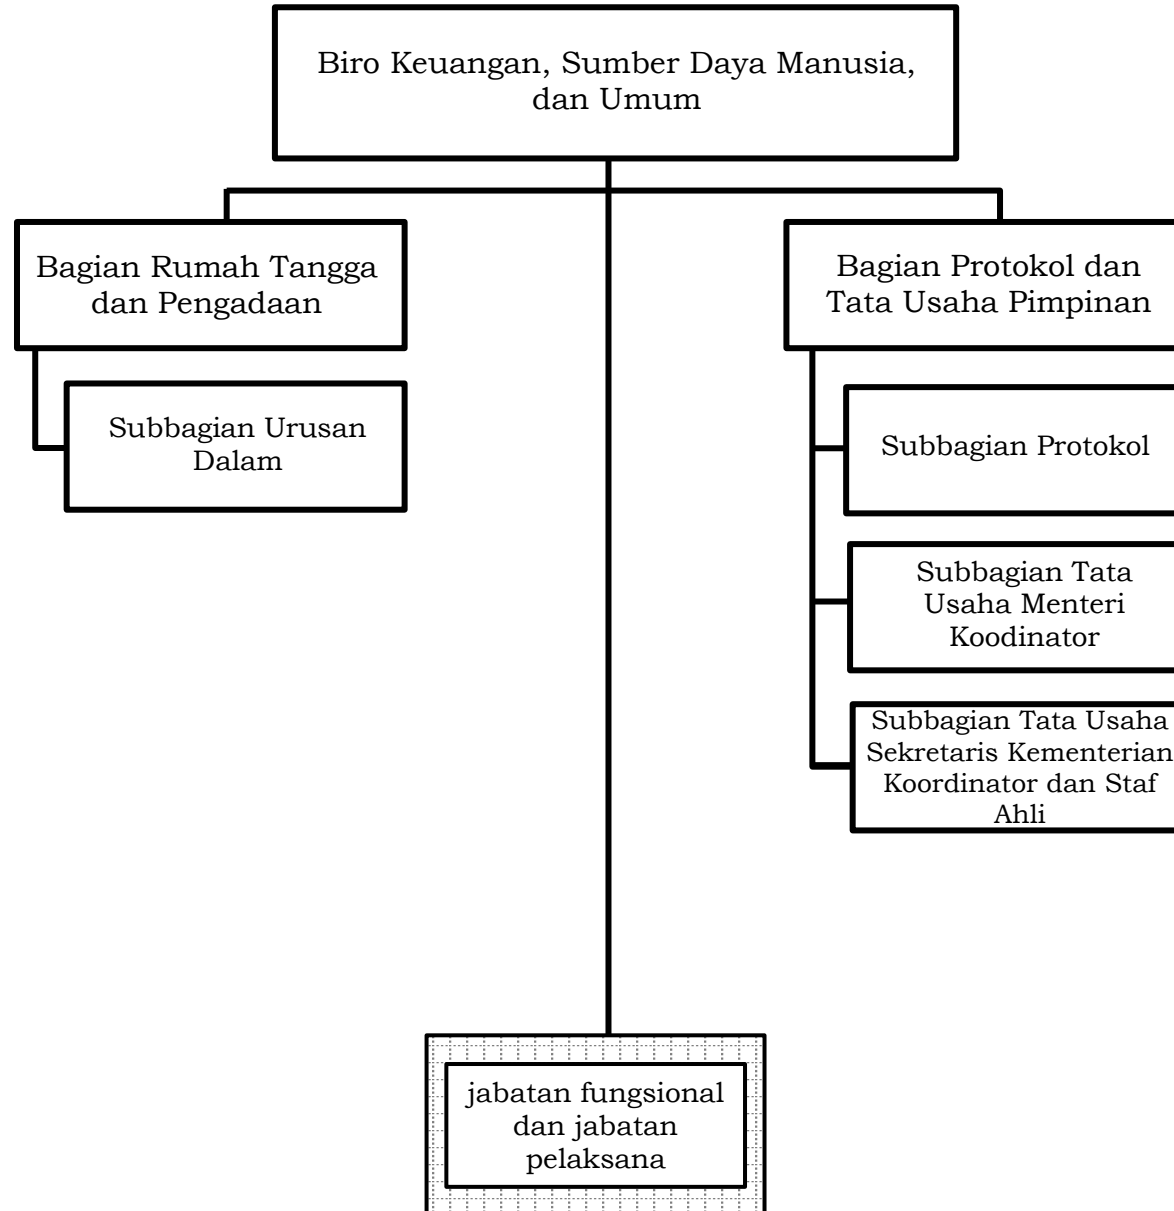 Biro Keuangan, Sumber Daya Manusia,
dan Umum
Bagian Rumah Tangga
dan Pengadaan
Subbagian Urusan
Dalam
Bagian Protokol dan
Tata Usaha Pimpinan
Subbagian Protokol
Subbagian Tata
Usaha Menteri
Koodinator
Subbagian Tata Usaha
Sekretaris Kementerian
Koordinator dan Staf
Ahli
jabatan fungsional
dan jabatan
pelaksana